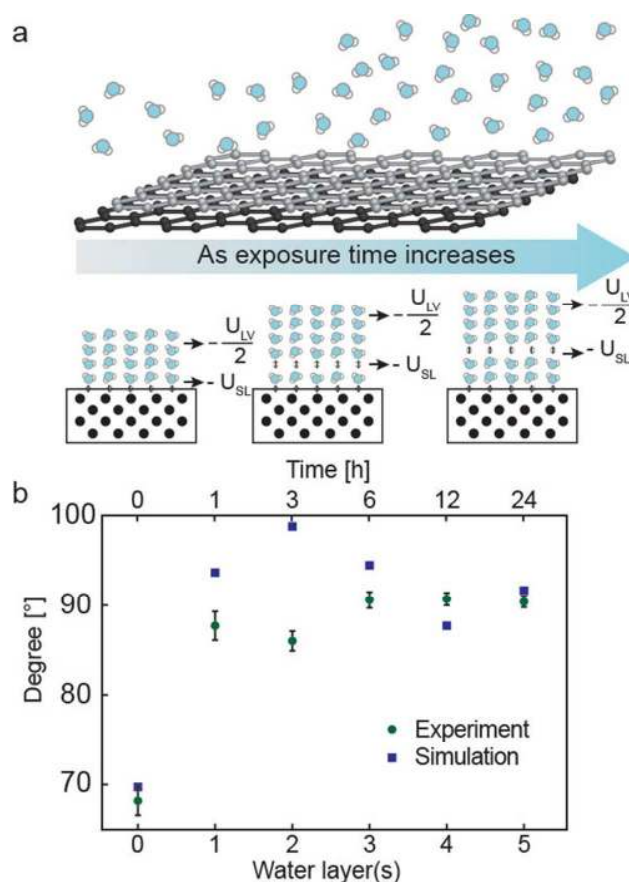 a
As exposure time increases
U_LV
2
U_LV
2
U_LV
2
U_SL
U_SL
U_SL
b
Time [h]
0 1 3 6 12 24
100
90
80
70
Degree [°]
Experiment
Simulation
0 1 2 3 4 5
Water layer(s)